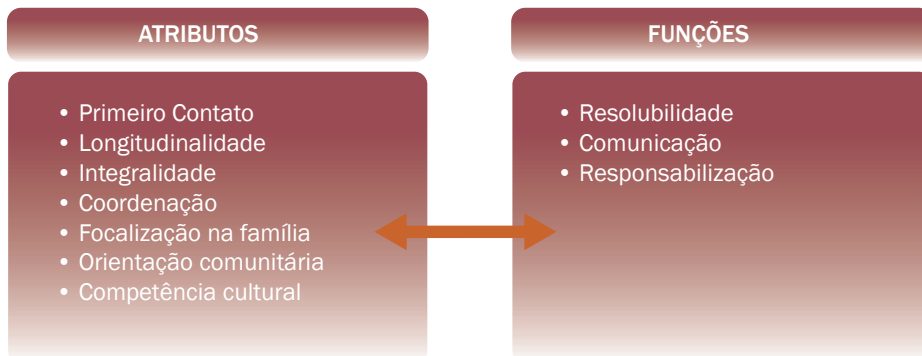 ATRIBUTOS
• Primeiro Contato
• Longitudinalidade
• Integralidade
• Coordenação
• Focalização na família
• Orientação comunitária
• Competência cultural
FUNÇÕES
• Resolubilidade
• Comunicação
• Responsabilização